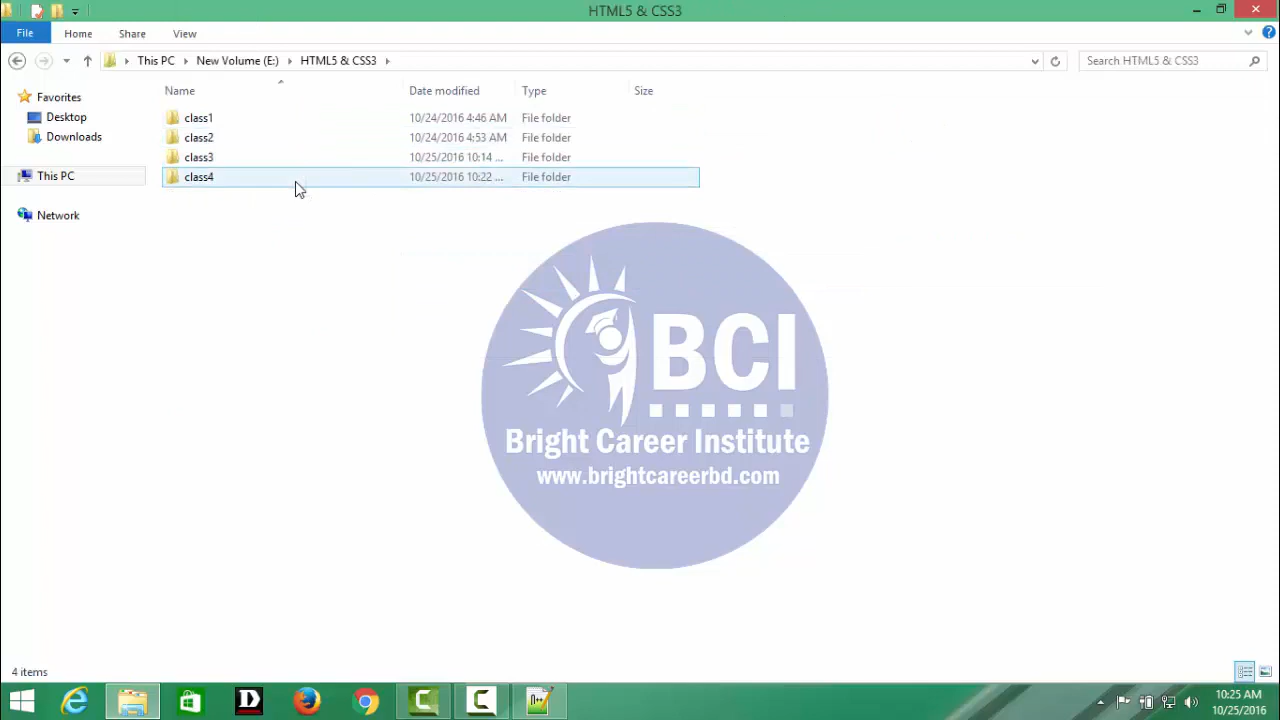 HTML5 & CSS3
File Home Share View
This PC New Volume (E:) HTML5 & CSS3 Search HTML5 & CSS3
Name Date modified Type Size
Favorites
Desktop
Downloads
This PC
Network
class1 10/24/2016 4:46 AM File folder
class2 10/24/2016 4:53 AM File folder
class3 10/25/2016 10:14 ... File folder
class4 10/25/2016 10:22 ... File folder
BCI
Bright Career Institute
www.brightcareerbd.com
4 items
10:25 AM
10/25/2016